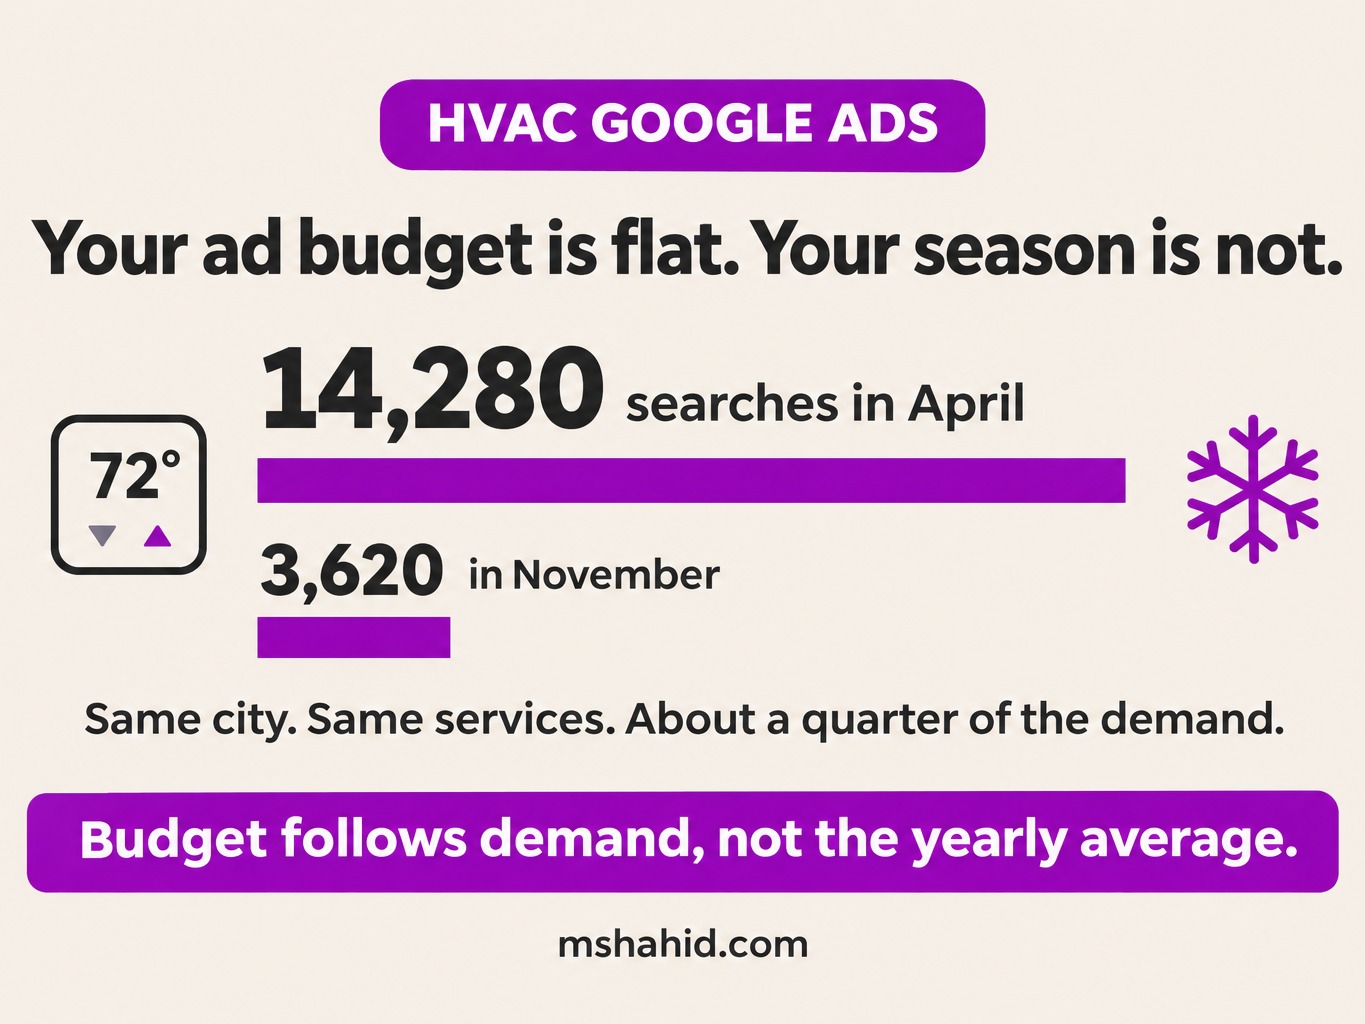 HVAC GOOGLE ADS
Your ad budget is flat. Your season is not.
14,280 searches in April
72°
3,620 in November
Same city. Same services. About a quarter of the demand.
Budget follows demand, not the yearly average.
mshahid.com